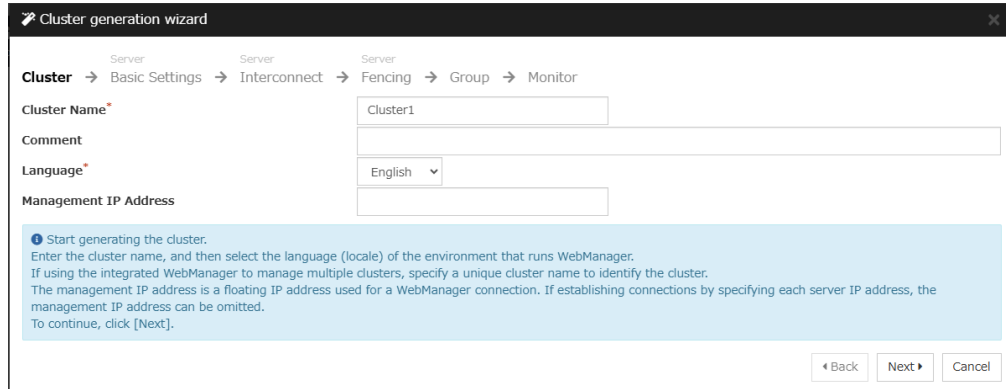 Cluster generation wizard
Server Server Server
Cluster → Basic Settings → Interconnect → Fencing → Group → Monitor
Cluster Name*
Cluster1
Comment
Language*
English
Management IP Address
Start generating the cluster.
Enter the cluster name, and then select the language (locale) of the environment that runs WebManager.
If using the integrated WebManager to manage multiple clusters, specify a unique cluster name to identify the cluster.
The management IP address is a floating IP address used for a WebManager connection. If establishing connections by specifying each server IP address, the
management IP address can be omitted.
To continue, click [Next].
Back Next Cancel